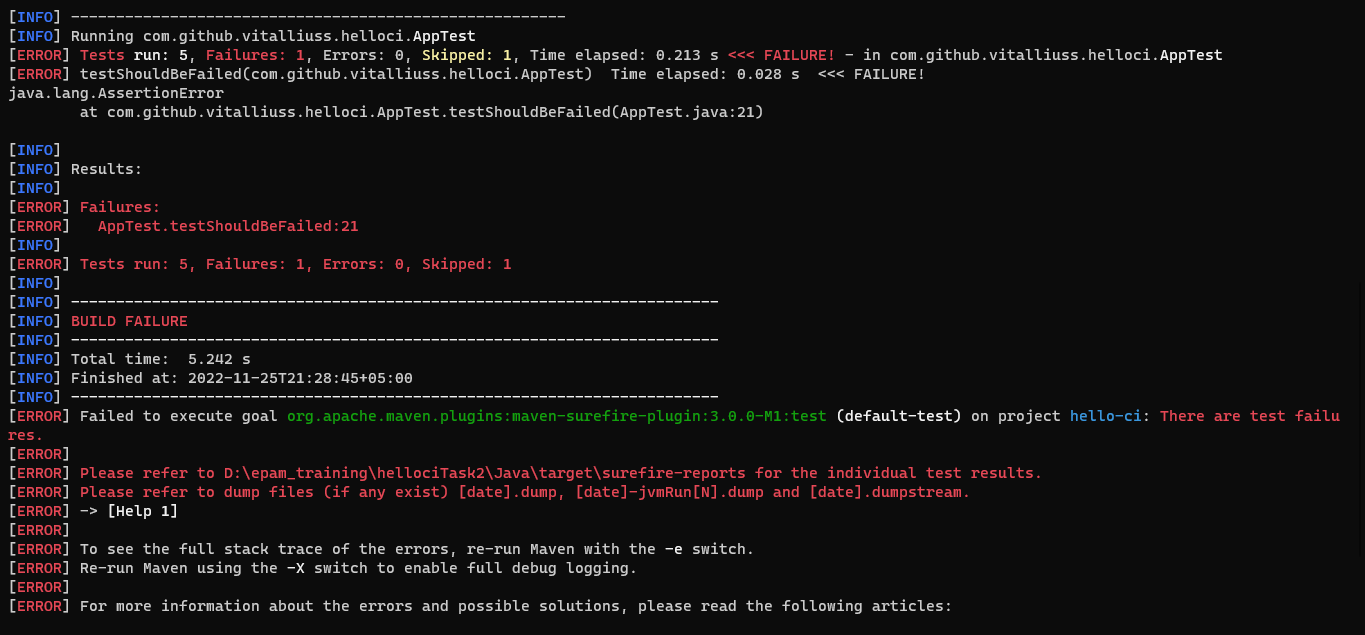 [INFO] -------------------------------------------------------
[INFO] Running com.github.vitalliuss.helloci.AppTest
[ERROR] Tests run: 5, Failures: 1, Errors: 0, Skipped: 1, Time elapsed: 0.213 s <<< FAILURE! - in com.github.vitalliuss.helloci.AppTest
[ERROR] testShouldBeFailed(com.github.vitalliuss.helloci.AppTest)  Time elapsed: 0.028 s  <<< FAILURE!
java.lang.AssertionError
        at com.github.vitalliuss.helloci.AppTest.testShouldBeFailed(AppTest.java:21)
[INFO]
[INFO] Results:
[INFO]
[ERROR] Failures:
[ERROR]   AppTest.testShouldBeFailed:21
[INFO]
[ERROR] Tests run: 5, Failures: 1, Errors: 0, Skipped: 1
[INFO]
[INFO] ------------------------------------------------------------------------
[INFO] BUILD FAILURE
[INFO] ------------------------------------------------------------------------
[INFO] Total time:  5.242 s
[INFO] Finished at: 2022-11-25T21:28:45+05:00
[INFO] ------------------------------------------------------------------------
[ERROR] Failed to execute goal org.apache.maven.plugins:maven-surefire-plugin:3.0.0-M1:test (default-test) on project hello-ci: There are test failu
res.
[ERROR]
[ERROR] Please refer to D:\epam_training\hellociTask2\Java\target\surefire-reports for the individual test results.
[ERROR] Please refer to dump files (if any exist) [date].dump, [date]-jvmRun[N].dump and [date].dumpstream.
[ERROR] -> [Help 1]
[ERROR]
[ERROR] To see the full stack trace of the errors, re-run Maven with the -e switch.
[ERROR] Re-run Maven using the -X switch to enable full debug logging.
[ERROR]
[ERROR] For more information about the errors and possible solutions, please read the following articles: